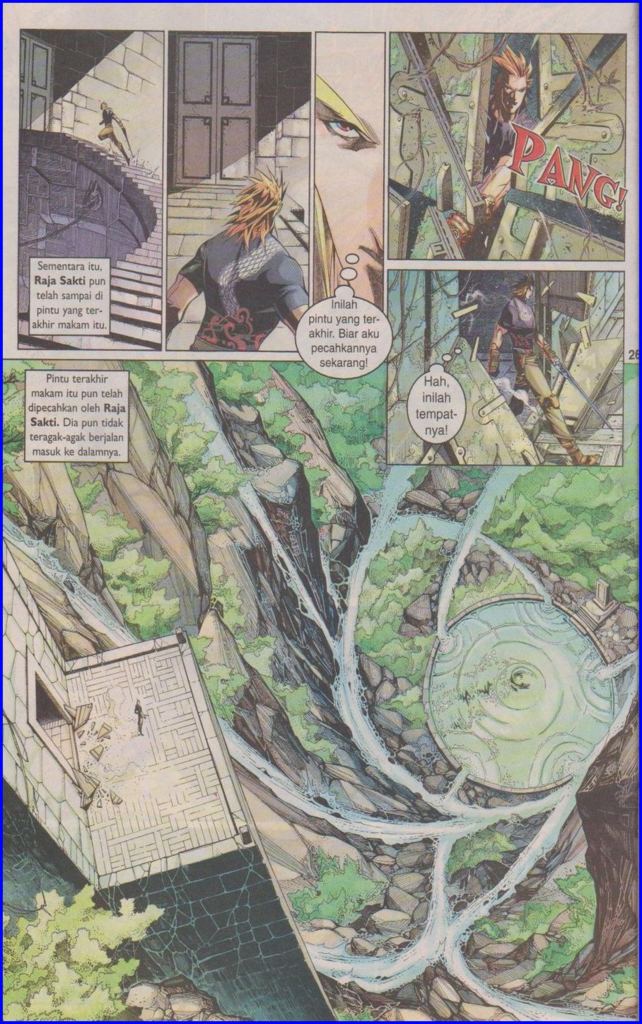 Sementara itu,
Raja Sakti pun
telah sampai di
pintu yang ter-
akhir makam itu.
Inilah
pintu yang ter-
akhir. Biar aku
pecahkannya
sekarang!
PANG!
Hah,
inilah
tempat-
nya!
26
Pintu terakhir
makam itu pun telah
dipecahkan oleh Raja
Sakti. Dia pun tidak
teragak-agak berjalan
masuk ke dalamnya.